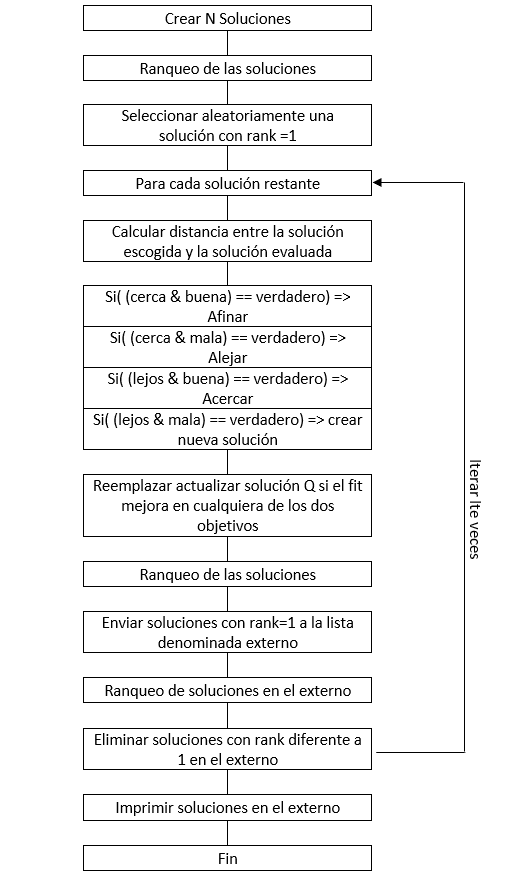 Crear N Soluciones
Ranqueo de las soluciones
Seleccionar aleatoriamente una
solución con rank =1
Para cada solución restante
Calcular distancia entre la solución
escogida y la solución evaluada
Si( (cerca & buena) == verdadero) =>
Afinar
Si( (cerca & mala) == verdadero) =>
Alejar
Si( (lejos & buena) == verdadero) =>
Acercar
Si( (lejos & mala) == verdadero) => crear
nueva solución
Reemplazar actualizar solución Q si el fit
mejora en cualquiera de los dos
objetivos
Ranqueo de las soluciones
Enviar soluciones con rank=1 a la lista
denominada externo
Ranqueo de soluciones en el externo
Eliminar soluciones con rank diferente a
1 en el externo
Imprimir soluciones en el externo
Fin
Iterar Ite veces